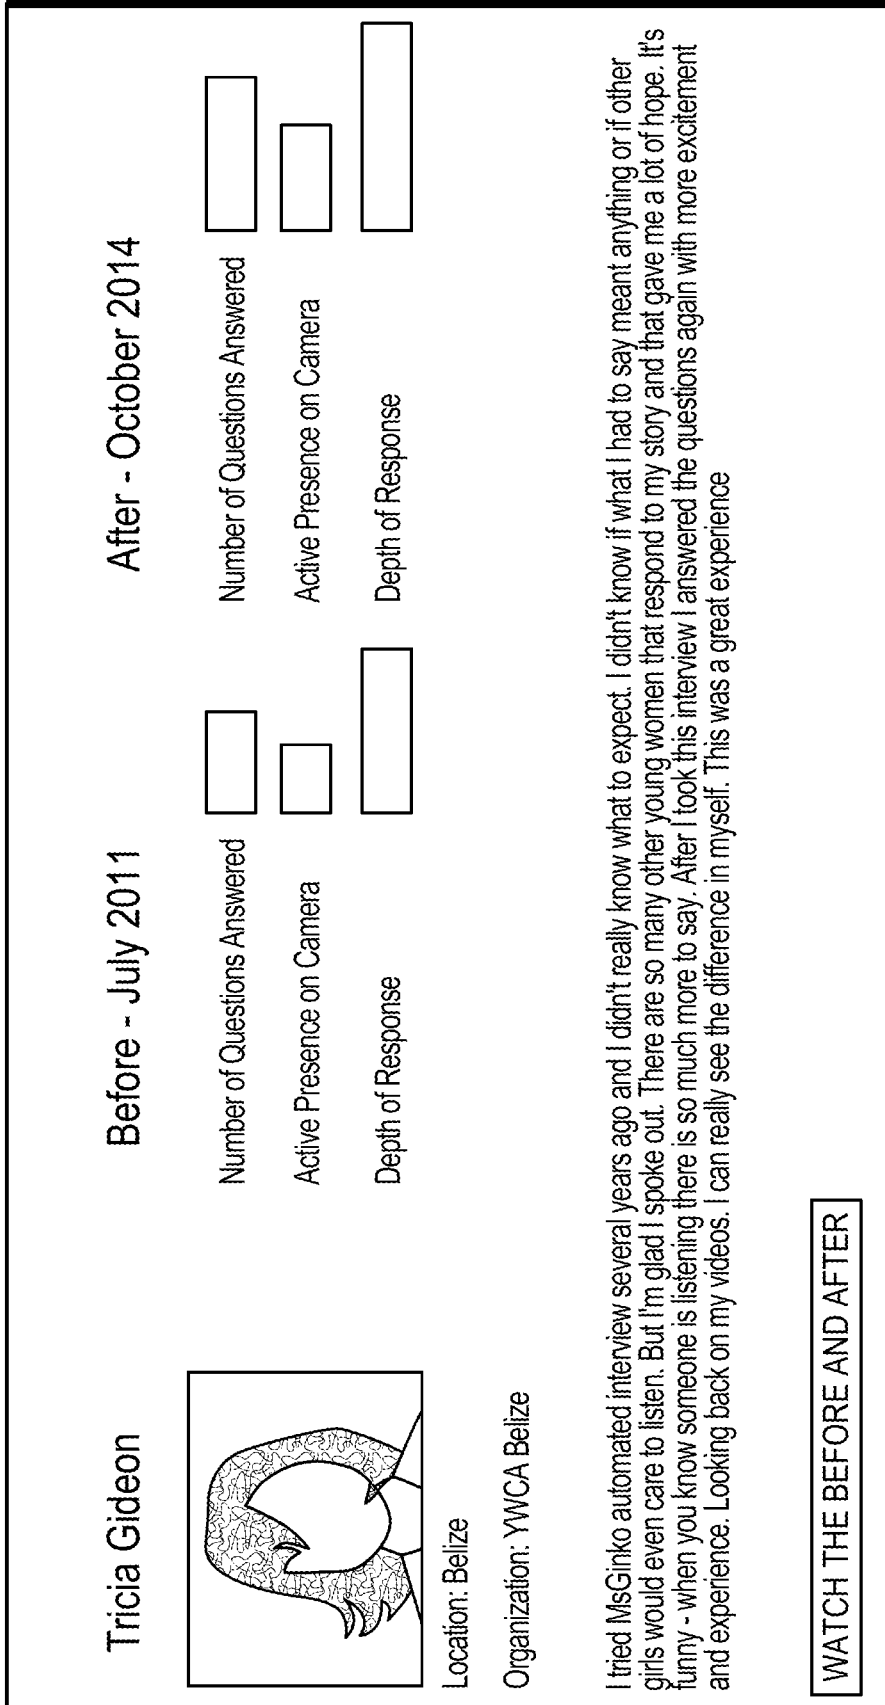 Tricia Gideon
Location: Belize
Organization: YWCA Belize
Before - July 2011
Number of Questions Answered
Active Presence on Camera
Depth of Response
After - October 2014
Number of Questions Answered
Active Presence on Camera
Depth of Response
I tried MsGinko automated interview several years ago and I didn't really know what to expect. I didn't know if what I had to say meant anything or if other
girls would even care to listen. But I'm glad I spoke out. There are so many other young women that respond to my story and that gave me a lot of hope. It's
funny - when you know someone is listening there is so much more to say. After I took this interview I answered the questions again with more excitement
and experience. Looking back on my videos. I can really see the difference in myself. This was a great experience
WATCH THE BEFORE AND AFTER